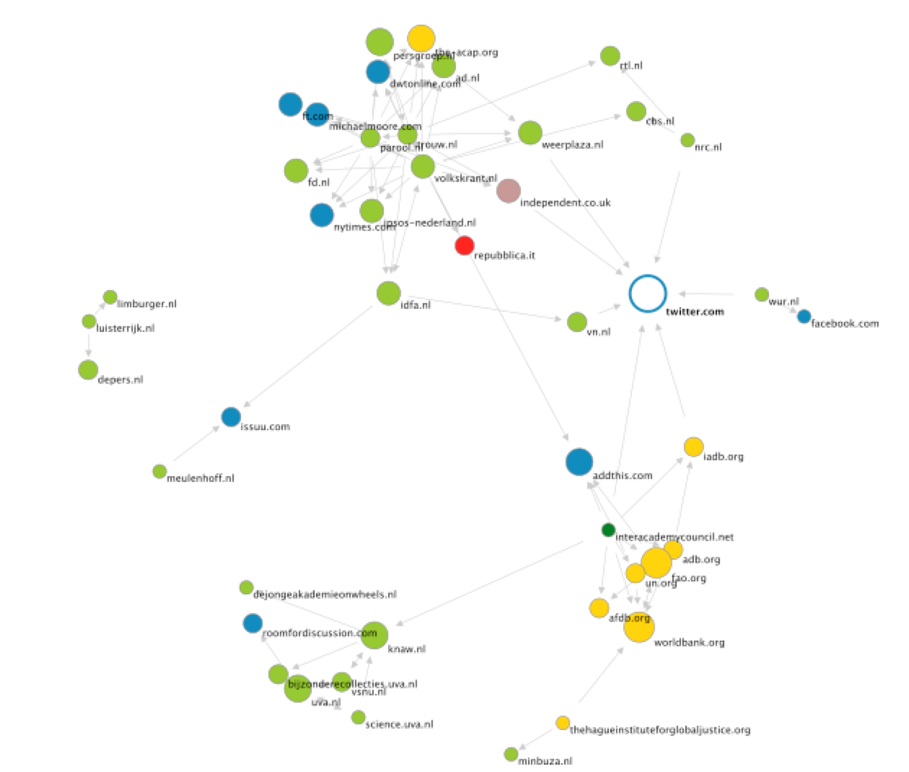 the-acap.org
persgroep.nl
rtl.nl
ad.nl
dwtonline.com
ft.com
cbs.nl
michaelmoore.com
trouw.nl
weerplaza.nl
parool.nl
nrc.nl
volkskrant.nl
fd.nl
independent.co.uk
ipsos-nederland.nl
nytimes.com
repubblica.it
wur.nl
limburger.nl
idfa.nl
twitter.com
facebook.com
luisterrijk.nl
vn.nl
depers.nl
issuu.com
iadb.org
addthis.com
meulenhoff.nl
interacademycouncil.net
adb.org
fao.org
un.org
dejongeakademieonwheels.nl
afdb.org
roomfordiscussion.com
worldbank.org
knaw.nl
bijzonderecollecties.uva.nl
vsnu.nl
uva.nl
science.uva.nl
thehagueinstituteforglobaljustice.org
minbuza.nl